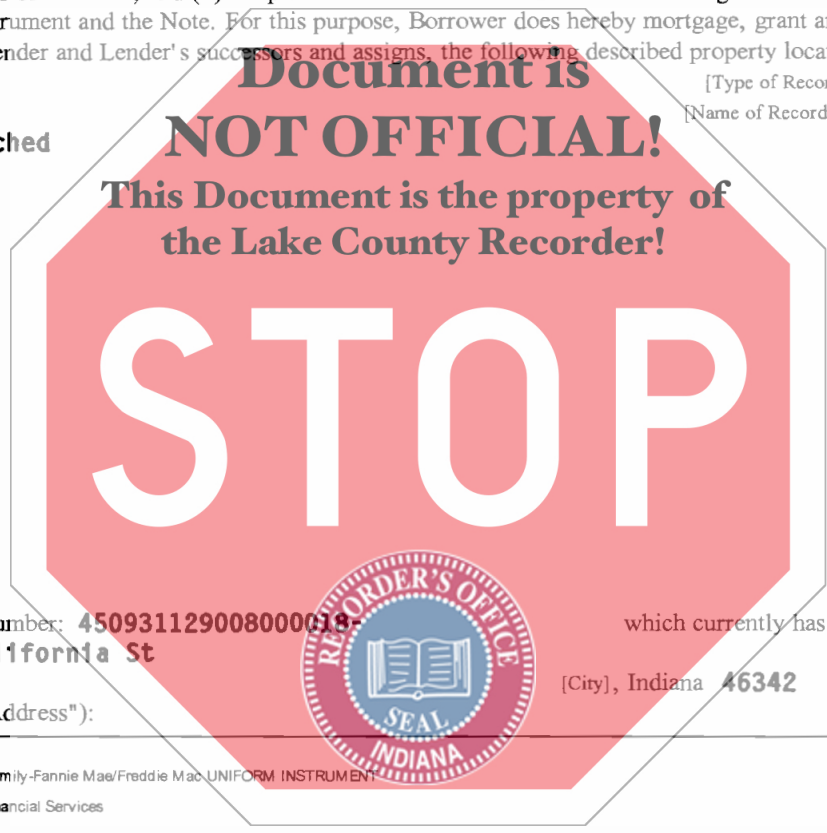 rument and the Note. For this purpose, Borrower does hereby mortgage, grant a
nder and Lender's successors and assigns, the following described property loca
Document is
[Type of Recor
NOT OFFICIAL!
[Name of Record
ched
This Document is the property of
the Lake County Recorder!
STOP
RECORDER'S OFFICE
SEAL
INDIANA
umber: 450931129008000018-
which currently has
ifornia St
[City], Indiana 46342
ddress"):
mily-Fannie Mae/Freddie Mac UNIFORM INSTRUMENT
ancial Services